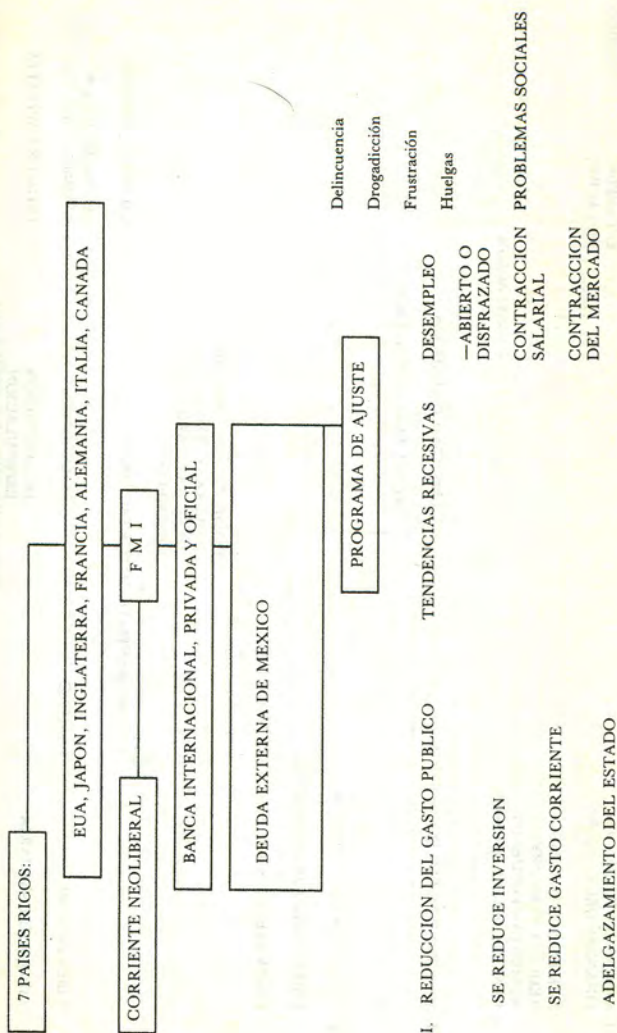 7 PAISES RICOS:
EUA, JAPON, INGLATERRA, FRANCIA, ALEMANIA, ITALIA, CANADA
CORRIENTE NEOLIBERAL
F M I
BANCA INTERNACIONAL, PRIVADA Y OFICIAL
DEUDA EXTERNA DE MEXICO
PROGRAMA DE AJUSTE
I. REDUCCION DEL GASTO PUBLICO
SE REDUCE INVERSION
SE REDUCE GASTO CORRIENTE
ADELGAZAMIENTO DEL ESTADO
TENDENCIAS RECESIVAS
DESEMPLEO
—ABIERTO O
DISFRAZADO
CONTRACCION
SALARIAL
CONTRACCION
DEL MERCADO
Delincuencia
Drogadicción
Frustración
Huelgas
PROBLEMAS SOCIALES